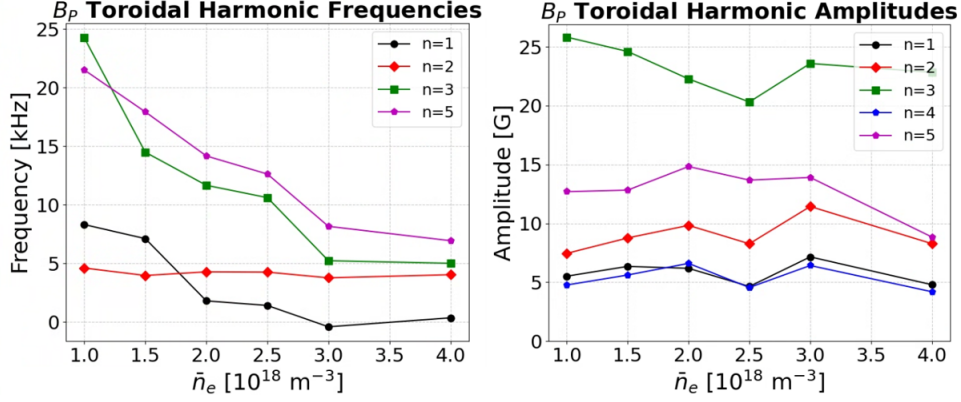 B_P Toroidal Harmonic Frequencies
Frequency [kHz]
25
20
15
10
5
0
n=1
n=2
n=3
n=5
1.0 1.5 2.0 2.5 3.0 3.5 4.0
n̄_e [10^18 m^−3]
B_P Toroidal Harmonic Amplitudes
Amplitude [G]
25
20
15
10
5
0
n=1
n=2
n=3
n=4
n=5
1.0 1.5 2.0 2.5 3.0 3.5 4.0
n̄_e [10^18 m^−3]